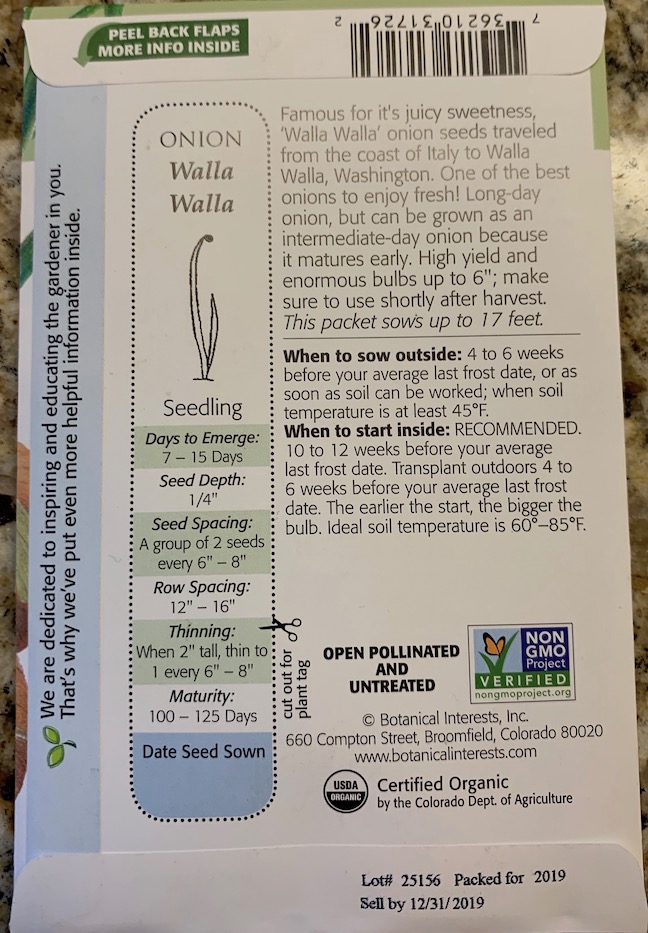 PEEL BACK FLAPS
MORE INFO INSIDE
7 36210 31726 2
We are dedicated to inspiring and educating the gardener in you.
That's why we've put even more helpful information inside.
ONION
Walla
Walla
Seedling
Days to Emerge:
7 – 15 Days
Seed Depth:
1/4"
Seed Spacing:
A group of 2 seeds
every 6" – 8"
Row Spacing:
12" – 16"
Thinning:
When 2" tall, thin to
1 every 6" – 8"
Maturity:
100 – 125 Days
Date Seed Sown
cut out for
plant tag
Famous for it's juicy sweetness,
'Walla Walla' onion seeds traveled
from the coast of Italy to Walla
Walla, Washington. One of the best
onions to enjoy fresh! Long-day
onion, but can be grown as an
intermediate-day onion because
it matures early. High yield and
enormous bulbs up to 6"; make
sure to use shortly after harvest.
This packet sows up to 17 feet.
When to sow outside: 4 to 6 weeks
before your average last frost date, or as
soon as soil can be worked; when soil
temperature is at least 45°F.
When to start inside: RECOMMENDED.
10 to 12 weeks before your average
last frost date. Transplant outdoors 4 to
6 weeks before your average last frost
date. The earlier the start, the bigger the
bulb. Ideal soil temperature is 60°–85°F.
OPEN POLLINATED
AND
UNTREATED
NON
GMO
Project
VERIFIED
nongmoproject.org
© Botanical Interests, Inc.
660 Compton Street, Broomfield, Colorado 80020
www.botanicalinterests.com
USDA
ORGANIC
Certified Organic
by the Colorado Dept. of Agriculture
Lot# 25156 Packed for 2019
Sell by 12/31/2019